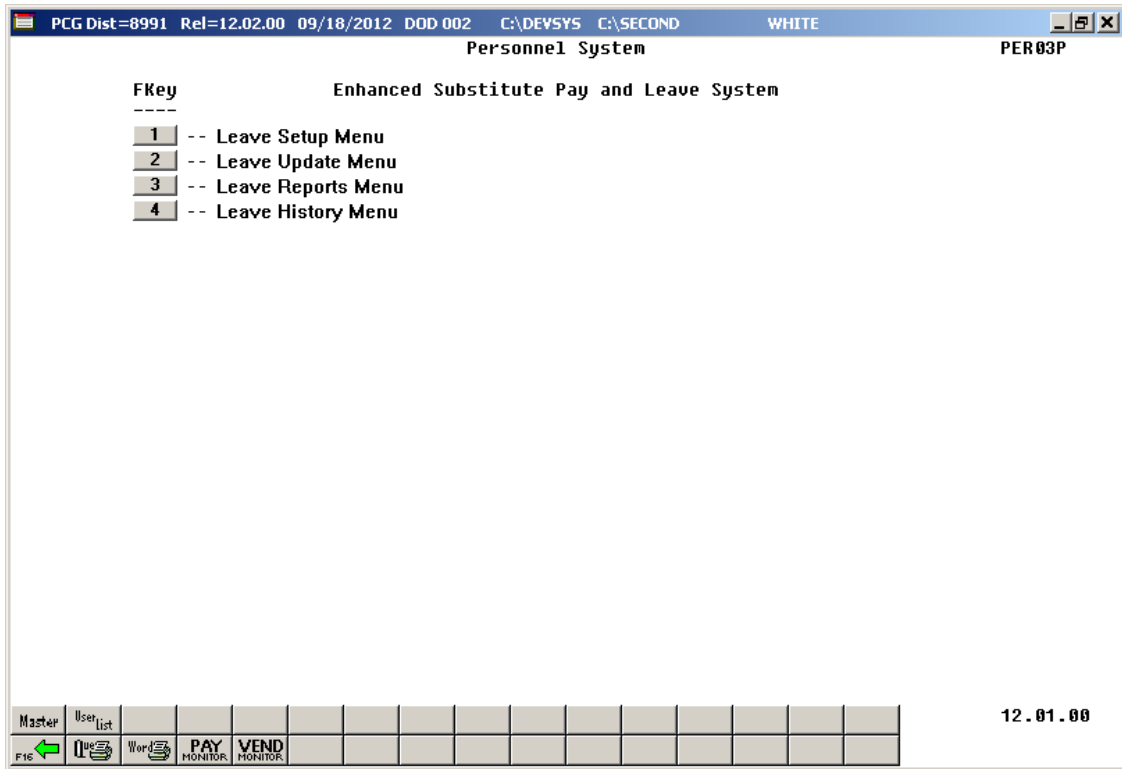 PCG Dist=8991 Rel=12.02.00 09/18/2012 DOD 002 C:\DEVSYS C:\SECOND WHITE
Personnel System PER03P
FKey Enhanced Substitute Pay and Leave System
----
1 -- Leave Setup Menu
2 -- Leave Update Menu
3 -- Leave Reports Menu
4 -- Leave History Menu
Master User List 12.01.00
F16 Que Word PAY MONITOR VEND MONITOR